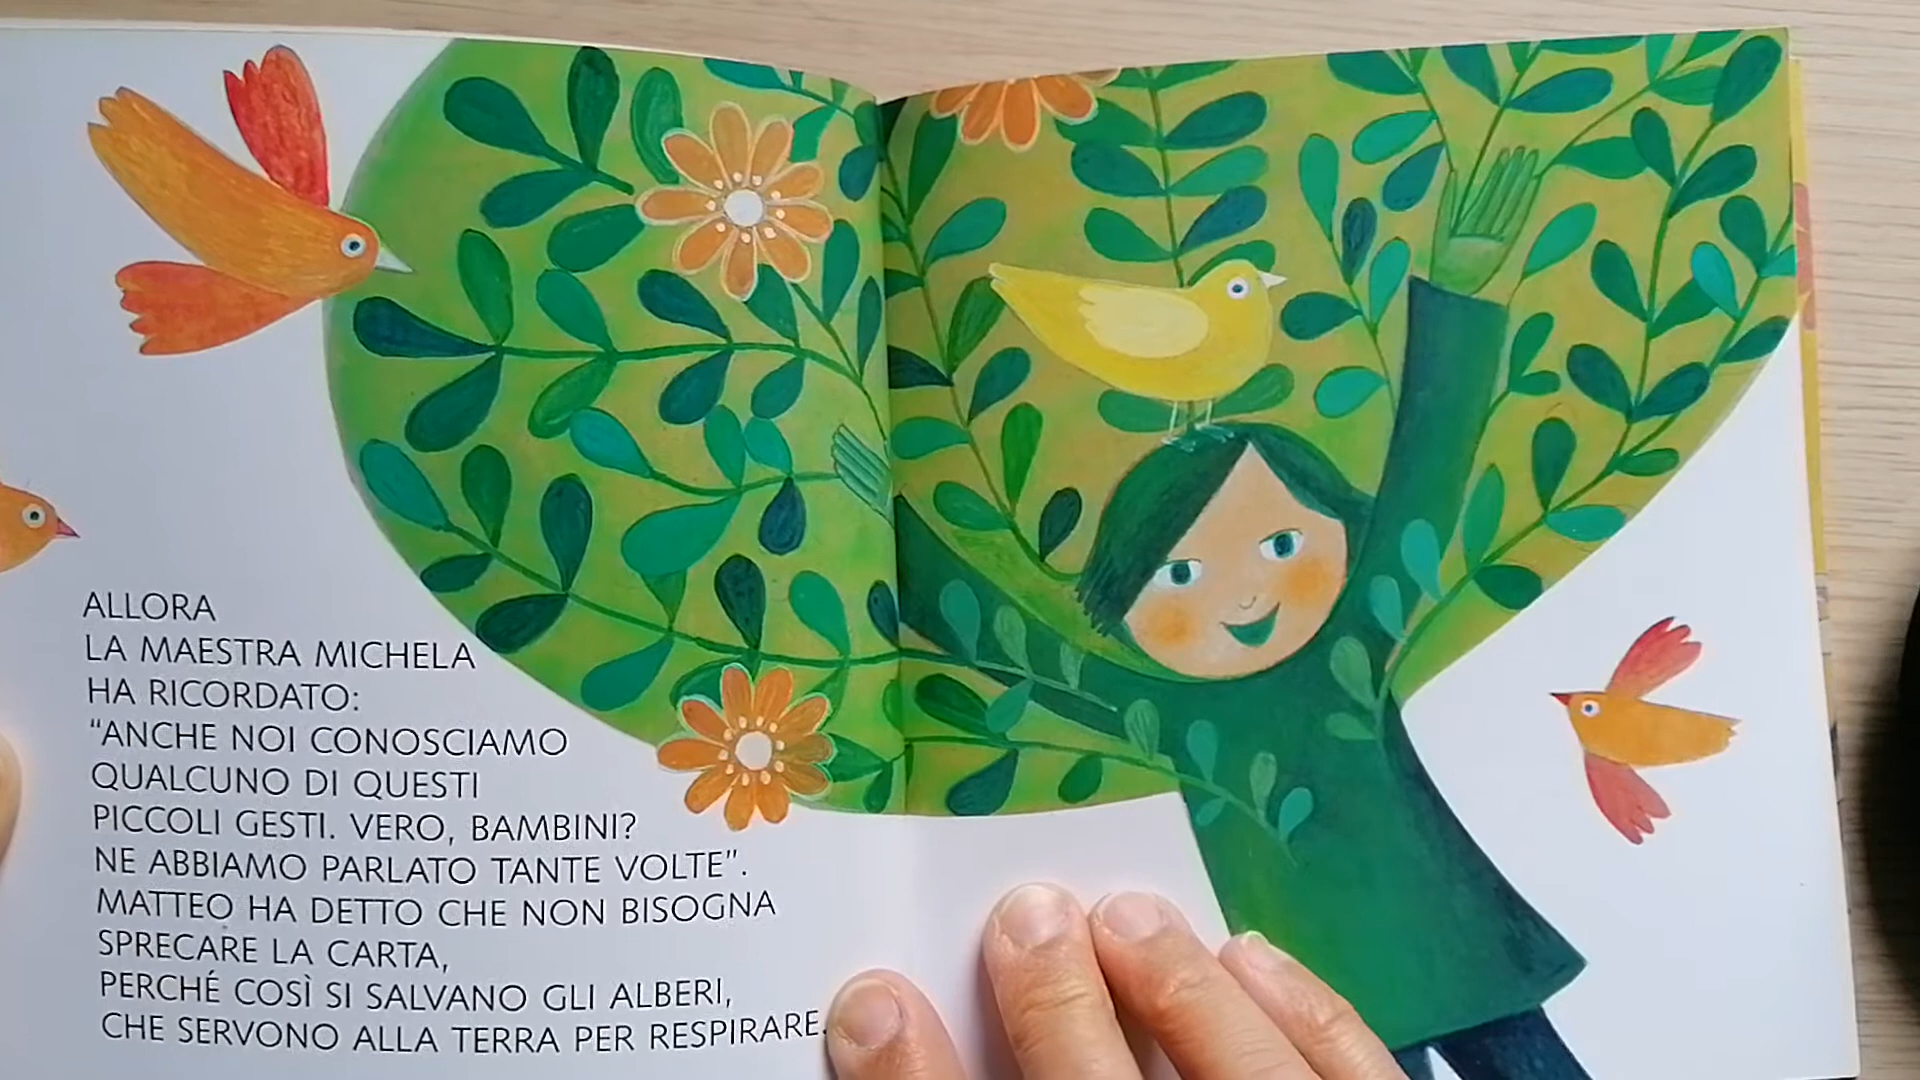 ALLORA
LA MAESTRA MICHELA
HA RICORDATO:
“ANCHE NOI CONOSCIAMO
QUALCUNO DI QUESTI
PICCOLI GESTI. VERO, BAMBINI?
NE ABBIAMO PARLATO TANTE VOLTE”.
MATTEO HA DETTO CHE NON BISOGNA
SPRECARE LA CARTA,
PERCHÉ COSÌ SI SALVANO GLI ALBERI,
CHE SERVONO ALLA TERRA PER RESPIRARE.